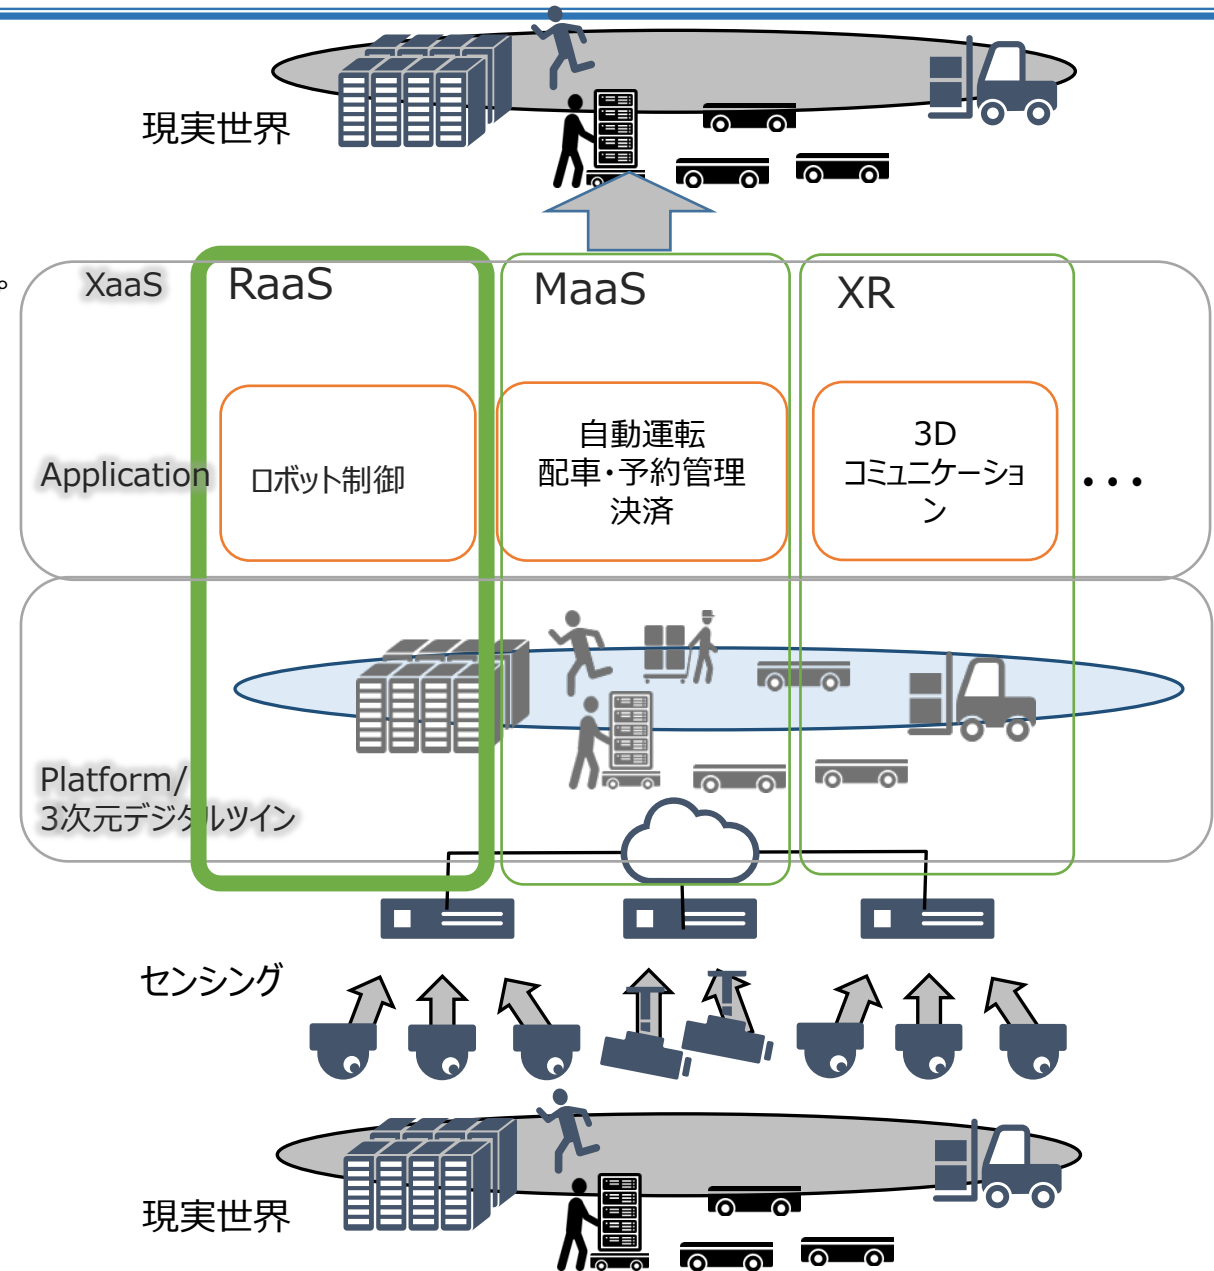 現実世界
。
XaaS
RaaS
MaaS
XR
Application
ロボット制御
自動運転
配車・予約管理
決済
3D
コミュニケーショ
ン
・・・
Platform/
3次元デジタルツイン
センシング
現実世界